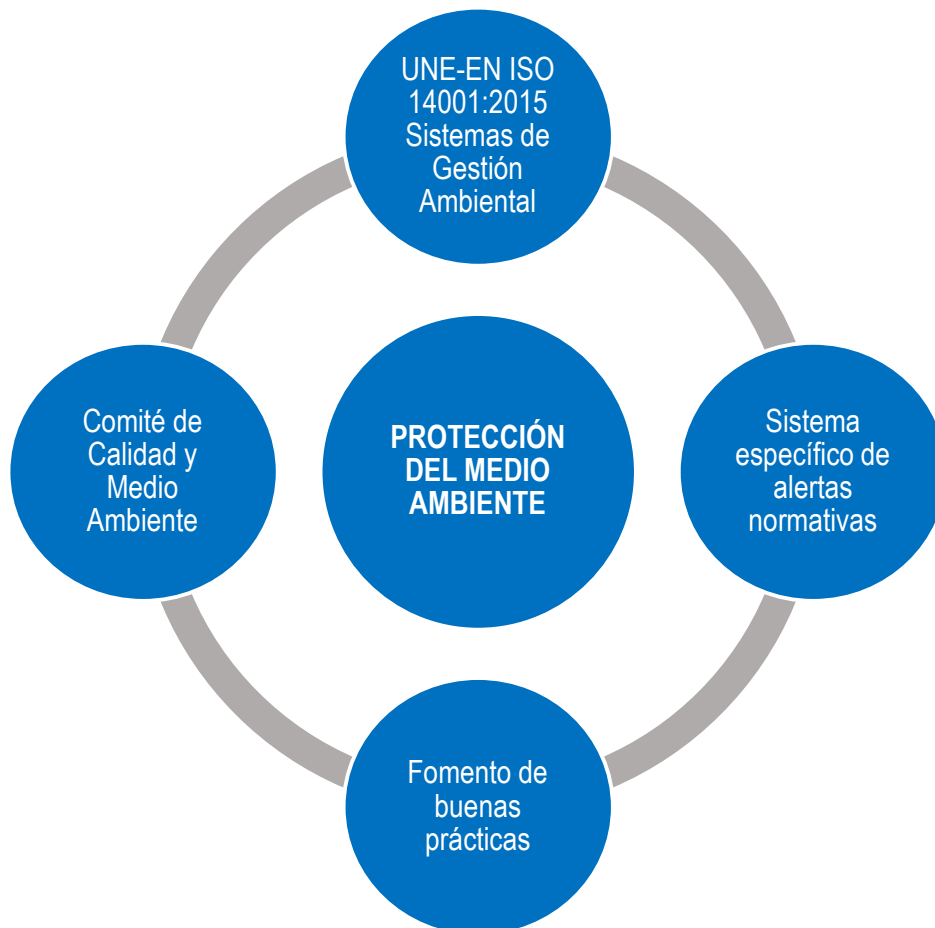 UNE-EN ISO
14001:2015
Sistemas de
Gestión
Ambiental
Comité de
Calidad y
Medio
Ambiente
PROTECCIÓN
DEL MEDIO
AMBIENTE
Sistema
específico de
alertas
normativas
Fomento de
buenas
prácticas